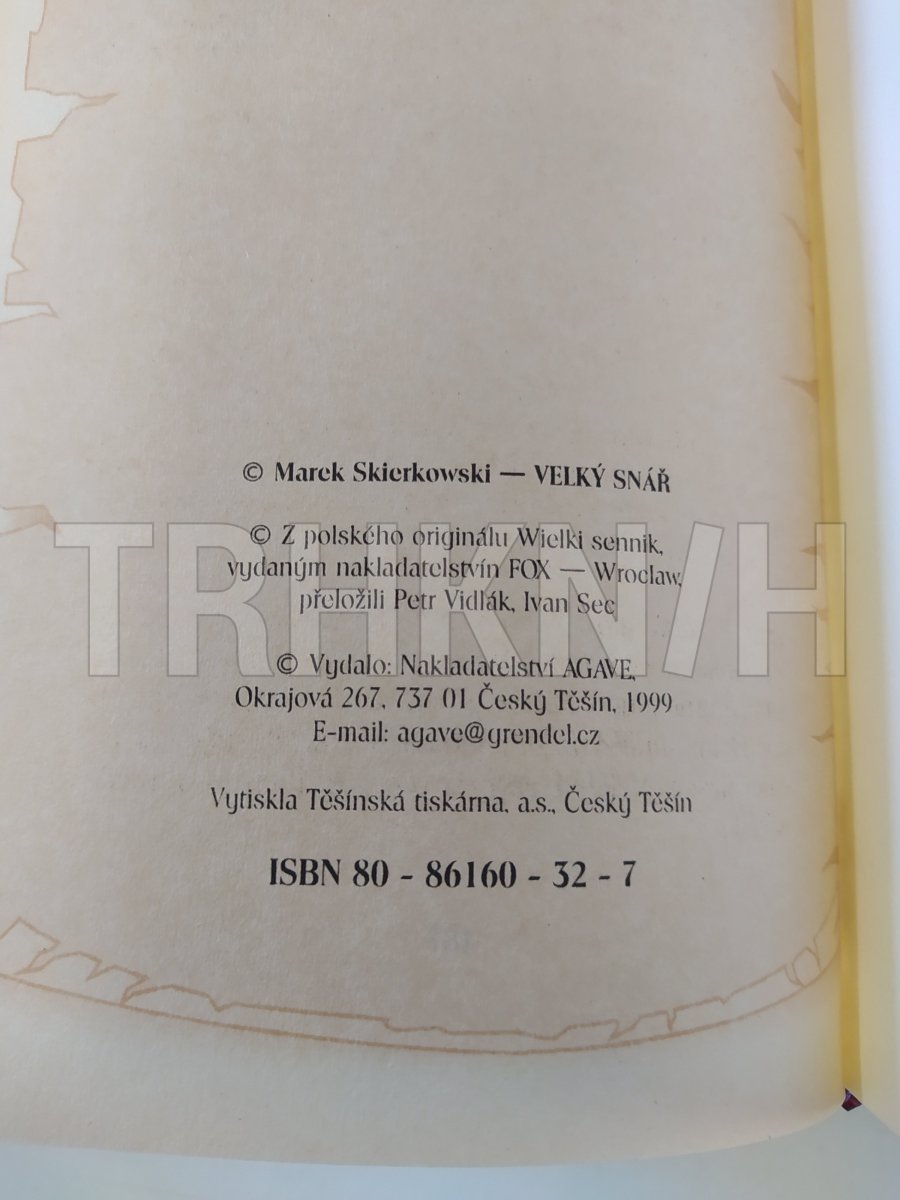 © Marek Skierkowski — VELKÝ SNÁŘ
© Z polského originálu Wielki sennik,
vydaným nakladatelstvín FOX — Wroclaw,
přeložili Petr Vidlák, Ivan Sec
TRHKNIH
© Vydalo: Nakladatelství AGAVE,
Okrajová 267, 737 01 Český Těšín, 1999
E-mail: agave@grendel.cz
Vytiskla Těšínská tiskárna, a.s., Český Těšín
ISBN 80 - 86160 - 32 - 7